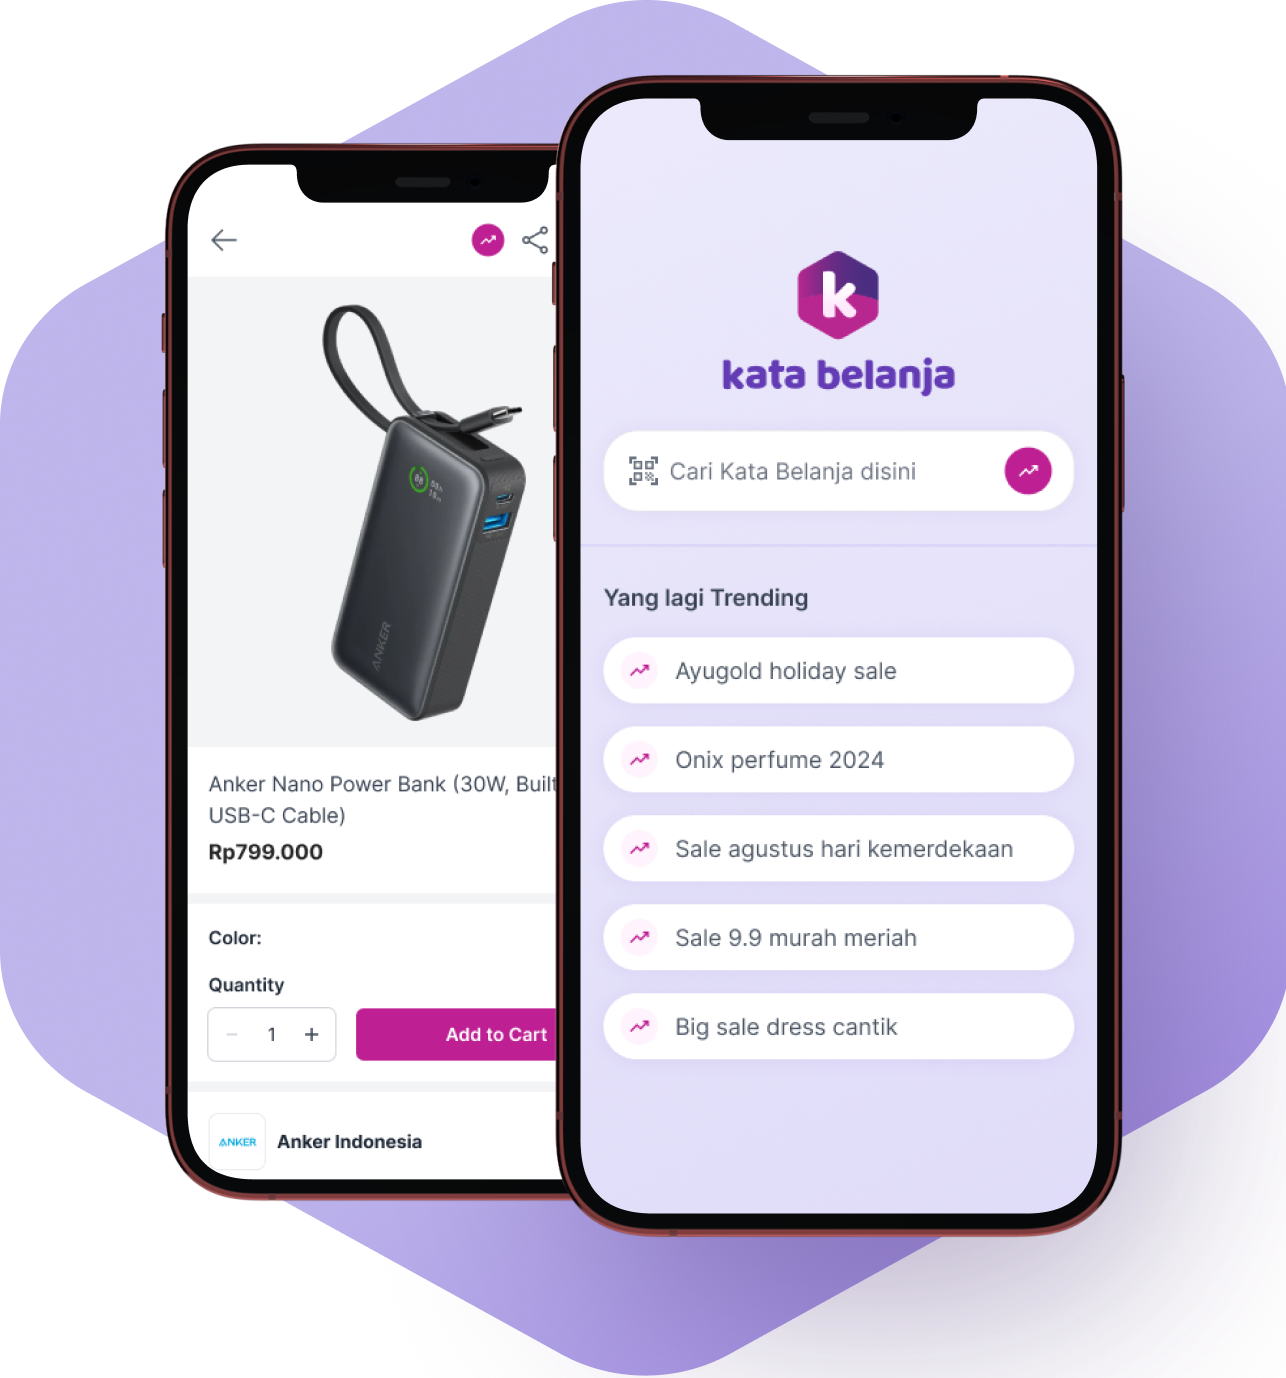 Anker Nano Power Bank (30W, Built
USB-C Cable)
Rp799.000
Color:
Quantity
1
Add to Cart
ANKER
Anker Indonesia
ANKER
k
kata belanja
Cari Kata Belanja disini
Yang lagi Trending
Ayugold holiday sale
Onix perfume 2024
Sale agustus hari kemerdekaan
Sale 9.9 murah meriah
Big sale dress cantik